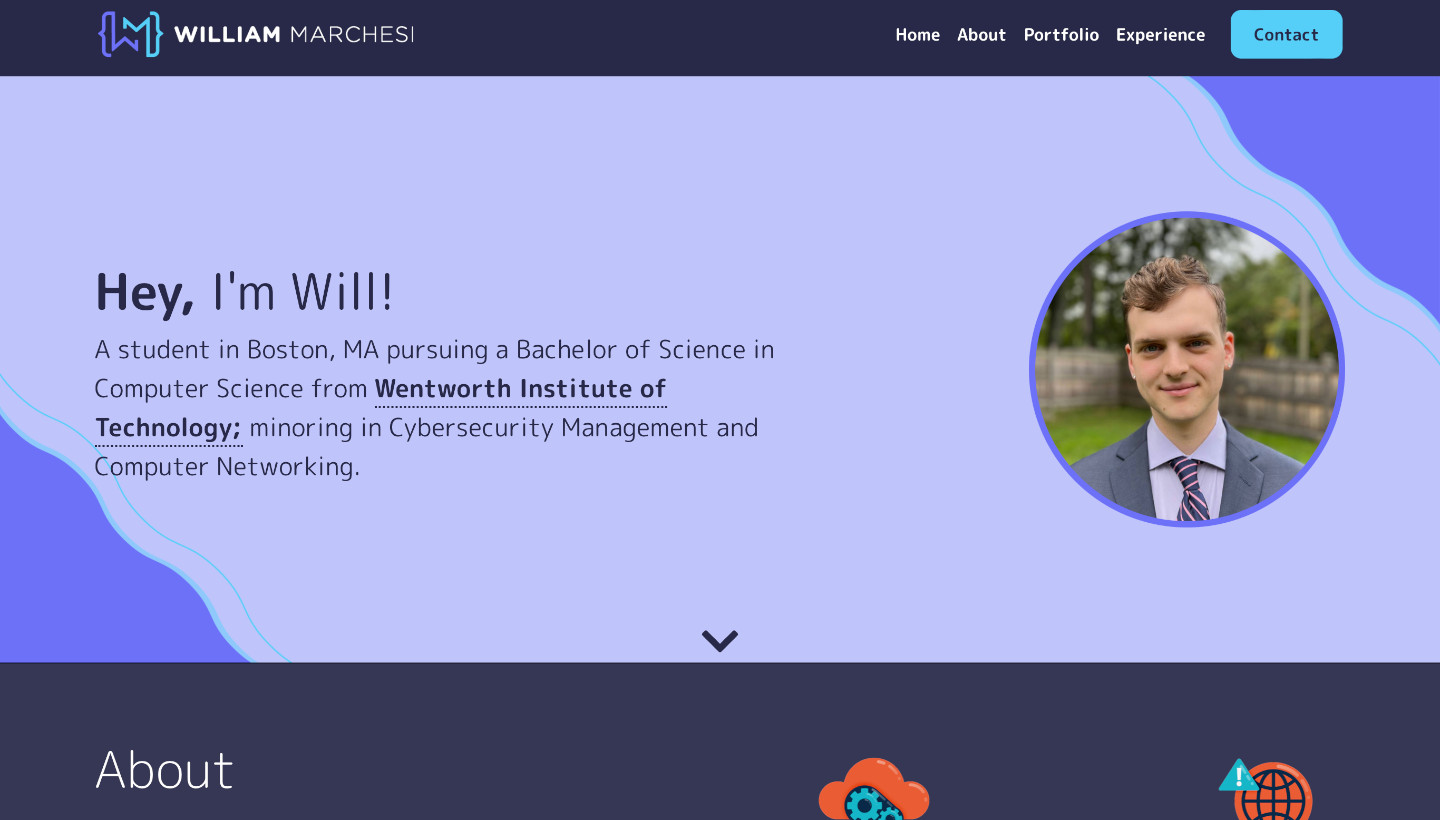 WILLIAM MARCHESI
Home About Portfolio Experience Contact
Hey, I'm Will!
A student in Boston, MA pursuing a Bachelor of Science in
Computer Science from Wentworth Institute of
Technology; minoring in Cybersecurity Management and
Computer Networking.
About